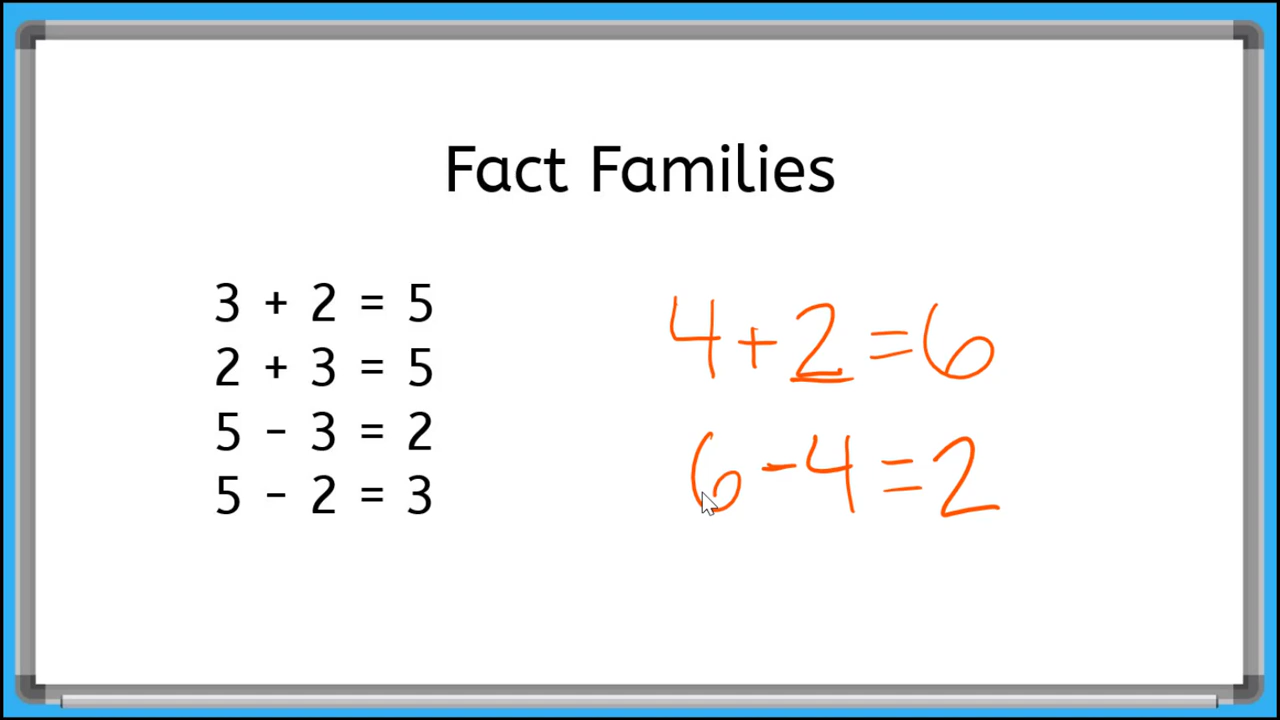 Fact Families
3 + 2 = 5
2 + 3 = 5
5 - 3 = 2
5 - 2 = 3
4 + 2 = 6
6 - 4 = 2